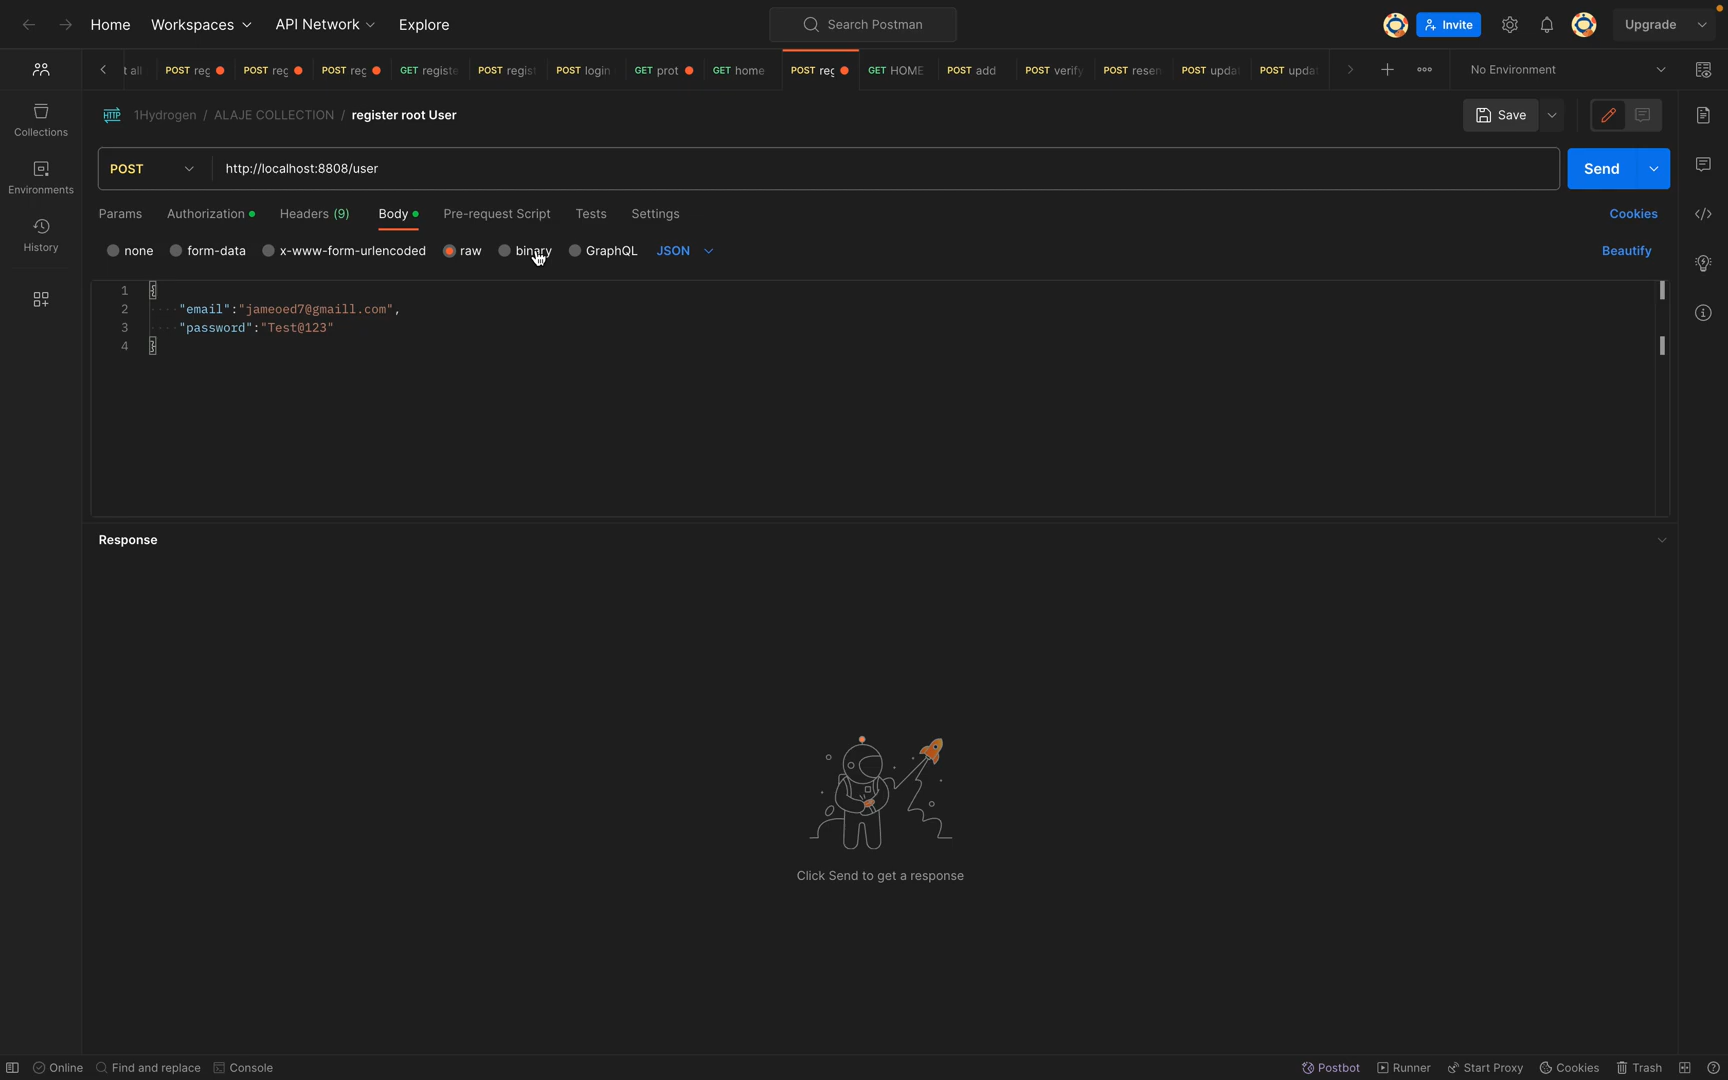 Home Workspaces API Network Explore Search Postman Invite Upgrade
t all POST reg POST reg POST reg GET registe POST regist POST login GET prot GET home POST reg GET HOME POST add POST verify POST resen POST upda POST upda No Environment
HTTP 1Hydrogen / ALAJE COLLECTION / register root User Save
Collections
POST http://localhost:8808/user Send
Environments
Params Authorization Headers (9) Body Pre-request Script Tests Settings Cookies
History
none form-data x-www-form-urlencoded raw binary GraphQL JSON Beautify
1 {
2 "email":"jameoed7@gmaill.com",
3 "password":"Test@123"
4 }
Response
Click Send to get a response
Online Find and replace Console Postbot Runner Start Proxy Cookies Trash